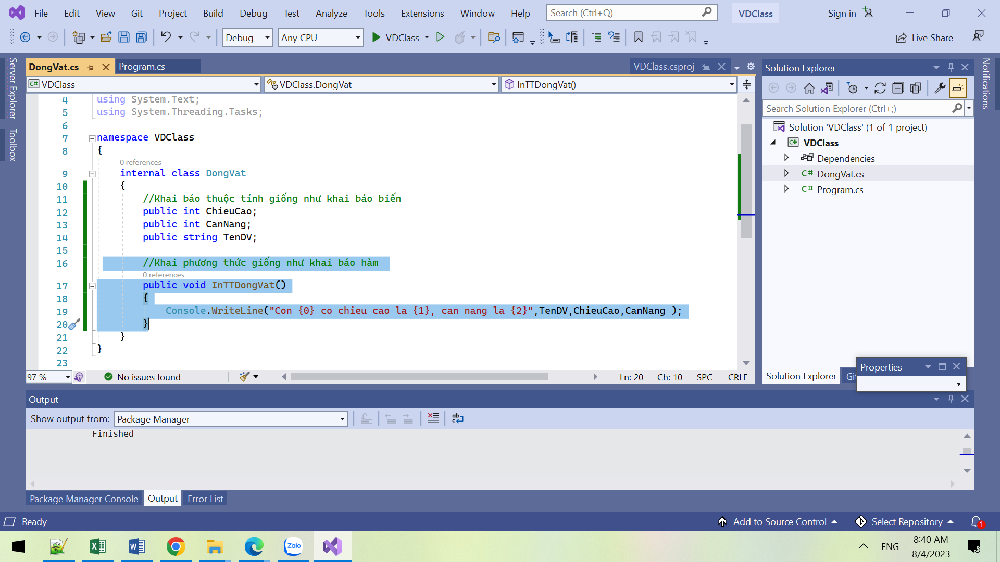 File Edit View Git Project Build Debug Test Analyze Tools Extensions Window Help Search (Ctrl+Q) VDClass Sign in
Debug Any CPU VDClass Live Share
Server Explorer
Toolbox
DongVat.cs Program.cs VDClass.csproj
C# VDClass VDClass.DongVat InTTDongVat()
4 using System.Text;
5 using System.Threading.Tasks;
6
7 namespace VDClass
8 {
0 references
9 internal class DongVat
10 {
11 //Khai báo thuộc tính giống như khai báo biến
12 public int ChieuCao;
13 public int CanNang;
14 public string TenDV;
15
16 //Khai phương thức giống như khai báo hàm
0 references
17 public void InTTDongVat()
18 {
19 Console.WriteLine("Con {0} co chieu cao la {1}, can nang la {2}",TenDV,ChieuCao,CanNang );
20 }
21 }
22 }
23
97 % No issues found Ln: 20 Ch: 10 SPC CRLF
Solution Explorer
Search Solution Explorer (Ctrl+;)
Solution 'VDClass' (1 of 1 project)
C# VDClass
Dependencies
C# DongVat.cs
C# Program.cs
Solution Explorer Git
Properties
Notifications
Output
Show output from: Package Manager
========== Finished ==========
Package Manager Console Output Error List
Ready Add to Source Control Select Repository 1
Zalo
ENG
8:40 AM
8/4/2023